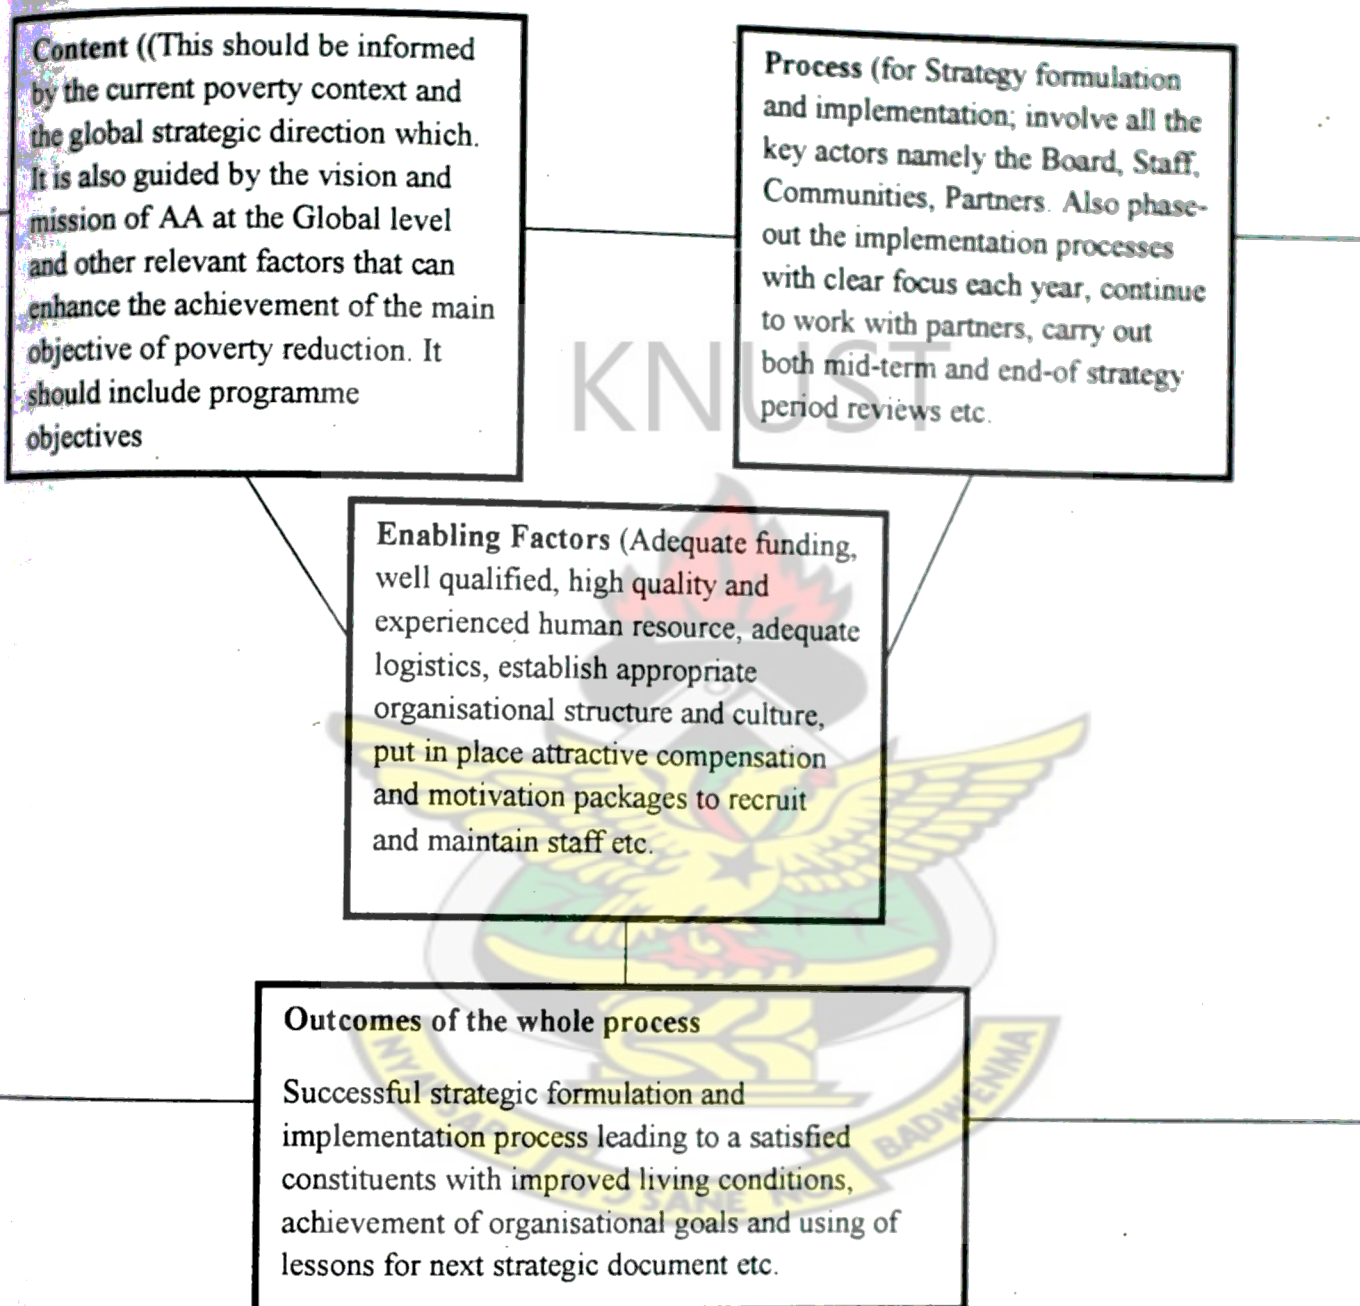 Content ((This should be informed
by the current poverty context and
the global strategic direction which.
It is also guided by the vision and
mission of AA at the Global level
and other relevant factors that can
enhance the achievement of the main
objective of poverty reduction. It
should include programme
objectives
Process (for Strategy formulation
and implementation; involve all the
key actors namely the Board, Staff,
Communities, Partners. Also phase-
out the implementation processes
with clear focus each year, continue
to work with partners, carry out
both mid-term and end-of strategy
period reviews etc.
KNUST
Enabling Factors (Adequate funding,
well qualified, high quality and
experienced human resource, adequate
logistics, establish appropriate
organisational structure and culture,
put in place attractive compensation
and motivation packages to recruit
and maintain staff etc.
Outcomes of the whole process
Successful strategic formulation and
implementation process leading to a satisfied
constituents with improved living conditions,
achievement of organisational goals and using of
lessons for next strategic document etc.
BADWENMA